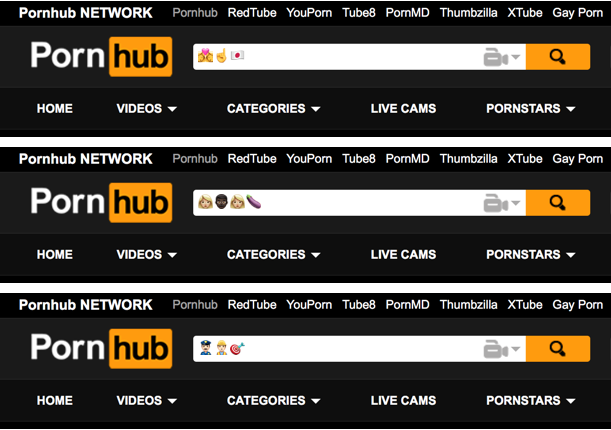 Pornhub NETWORK Pornhub RedTube YouPorn Tube8 PornMD Thumbzilla XTube Gay Porn
Porn hub
HOME VIDEOS CATEGORIES LIVE CAMS PORNSTARS
Pornhub NETWORK Pornhub RedTube YouPorn Tube8 PornMD Thumbzilla XTube Gay Porn
Porn hub
HOME VIDEOS CATEGORIES LIVE CAMS PORNSTARS
Pornhub NETWORK Pornhub RedTube YouPorn Tube8 PornMD Thumbzilla XTube Gay Porn
Porn hub
HOME VIDEOS CATEGORIES LIVE CAMS PORNSTARS